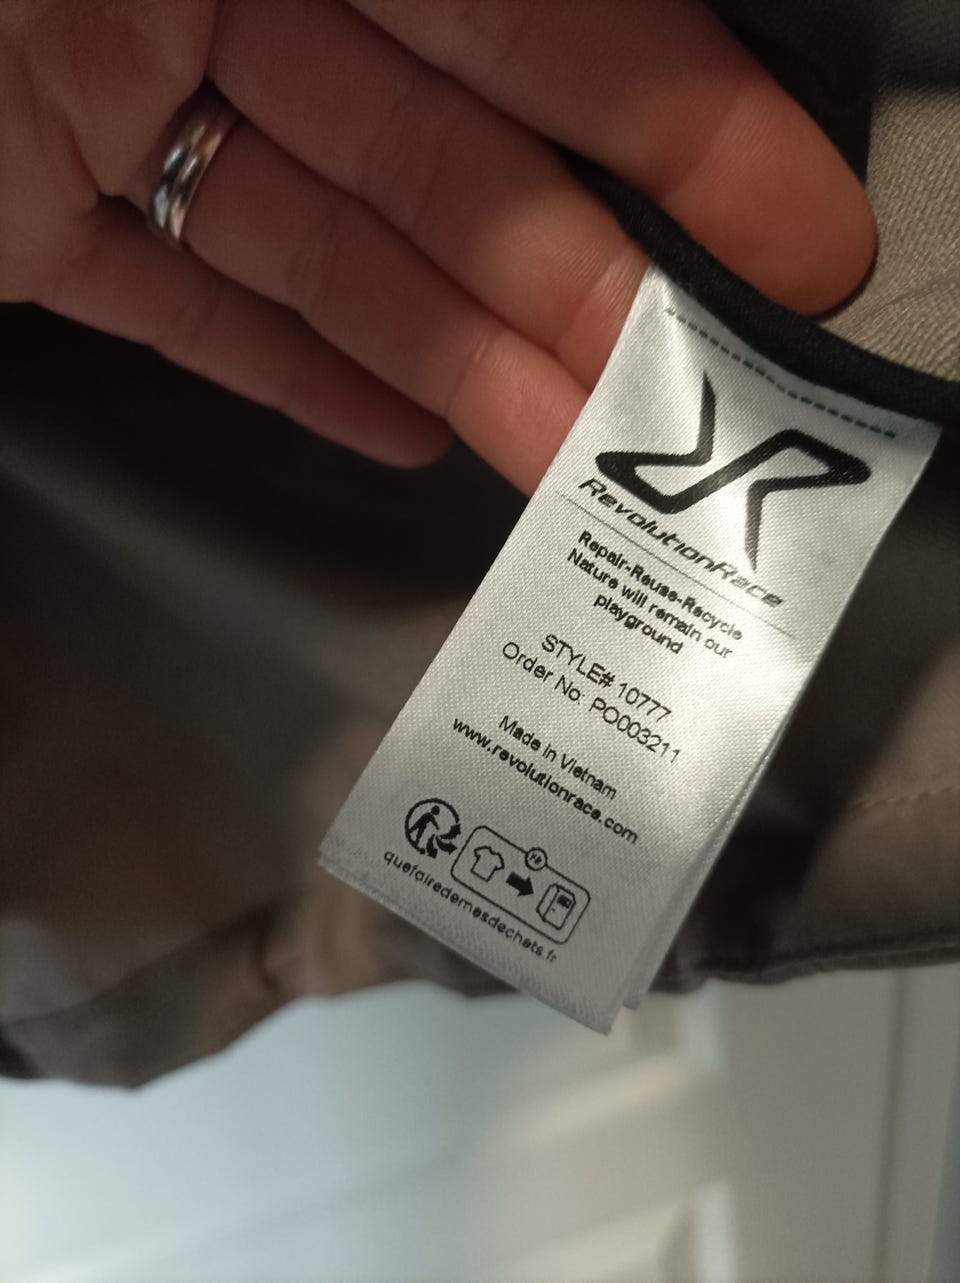 RevolutionRace
Repair-Reuse-Recycle
Nature will remain our
playground
STYLE# 10777
Order No: PO003211
Made in Vietnam
www.revolutionrace.com
FR
quefairedemesdechets.fr